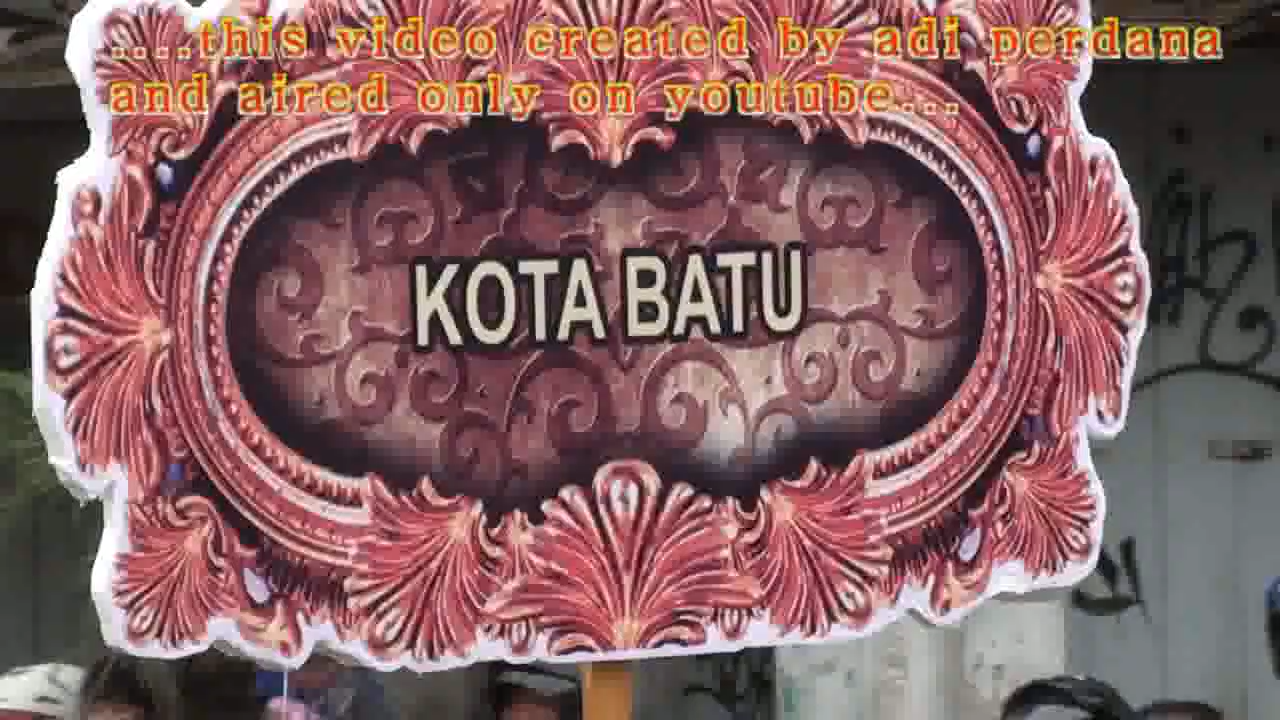 ....this video created by adi perdana
and aired only on youtube...
KOTA BATU